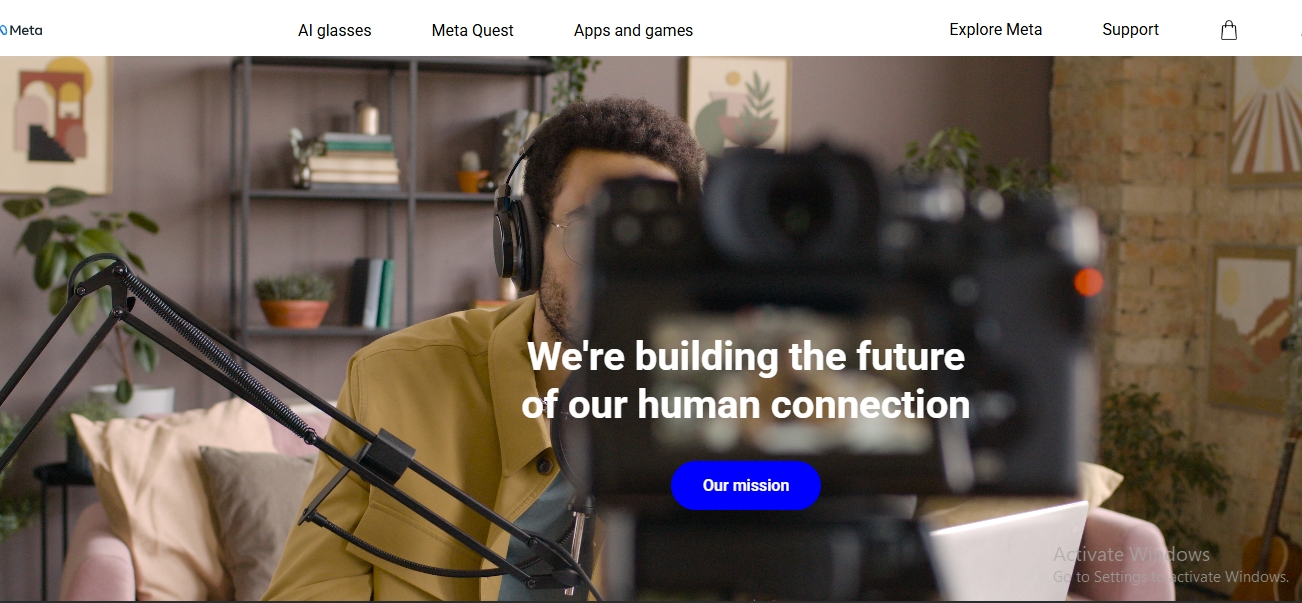 Meta
AI glasses
Meta Quest
Apps and games
Explore Meta
Support
We're building the future
of our human connection
Our mission
Activate Windows
Go to Settings to activate Windows.